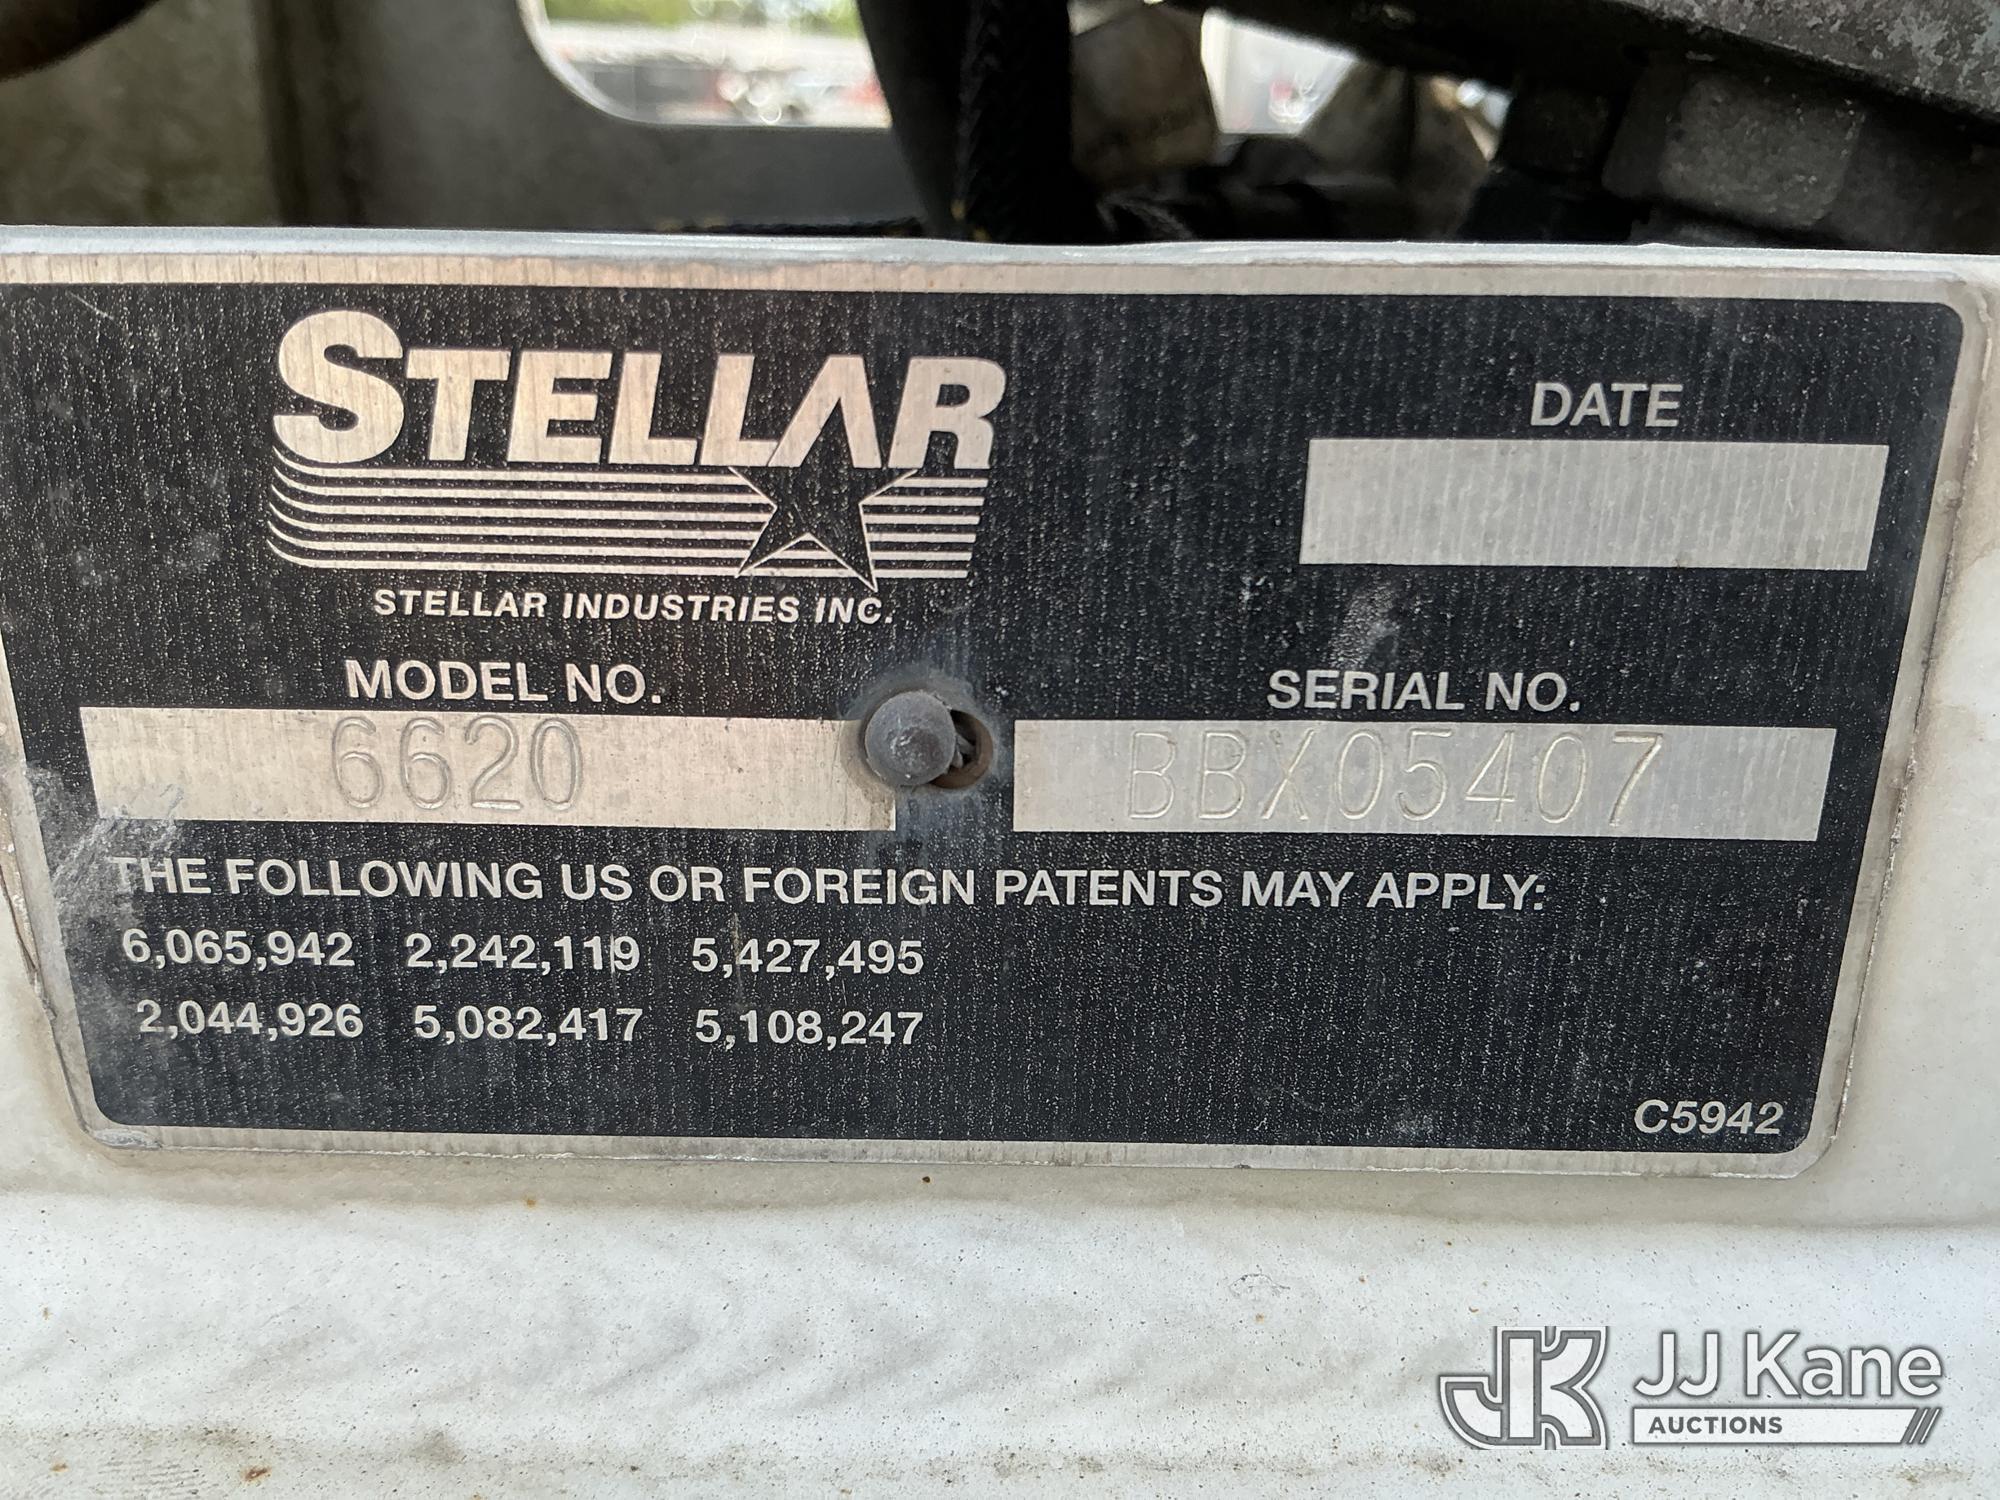 STELLAR
STELLAR INDUSTRIES INC.
DATE
MODEL NO.
6620
SERIAL NO.
BBX05407
THE FOLLOWING US OR FOREIGN PATENTS MAY APPLY:
6,065,942 2,242,119 5,427,495
2,044,926 5,082,417 5,108,247
C5942
JK JJ Kane
AUCTIONS